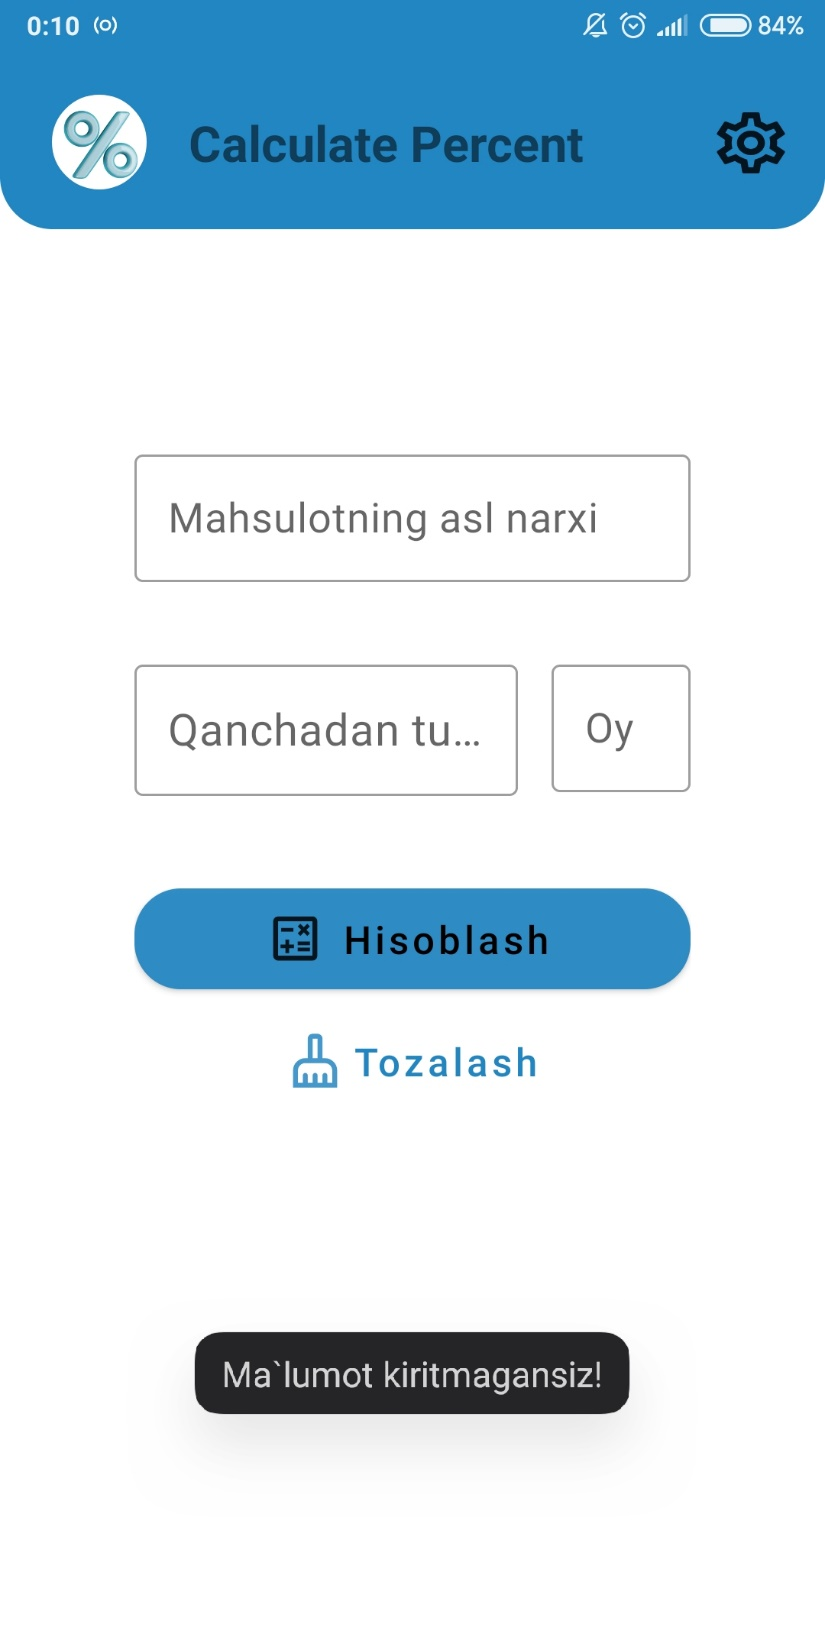 0:10 84%
Calculate Percent
Mahsulotning asl narxi
Qanchadan tu... Oy
Hisoblash
Tozalash
Ma`lumot kiritmagansiz!